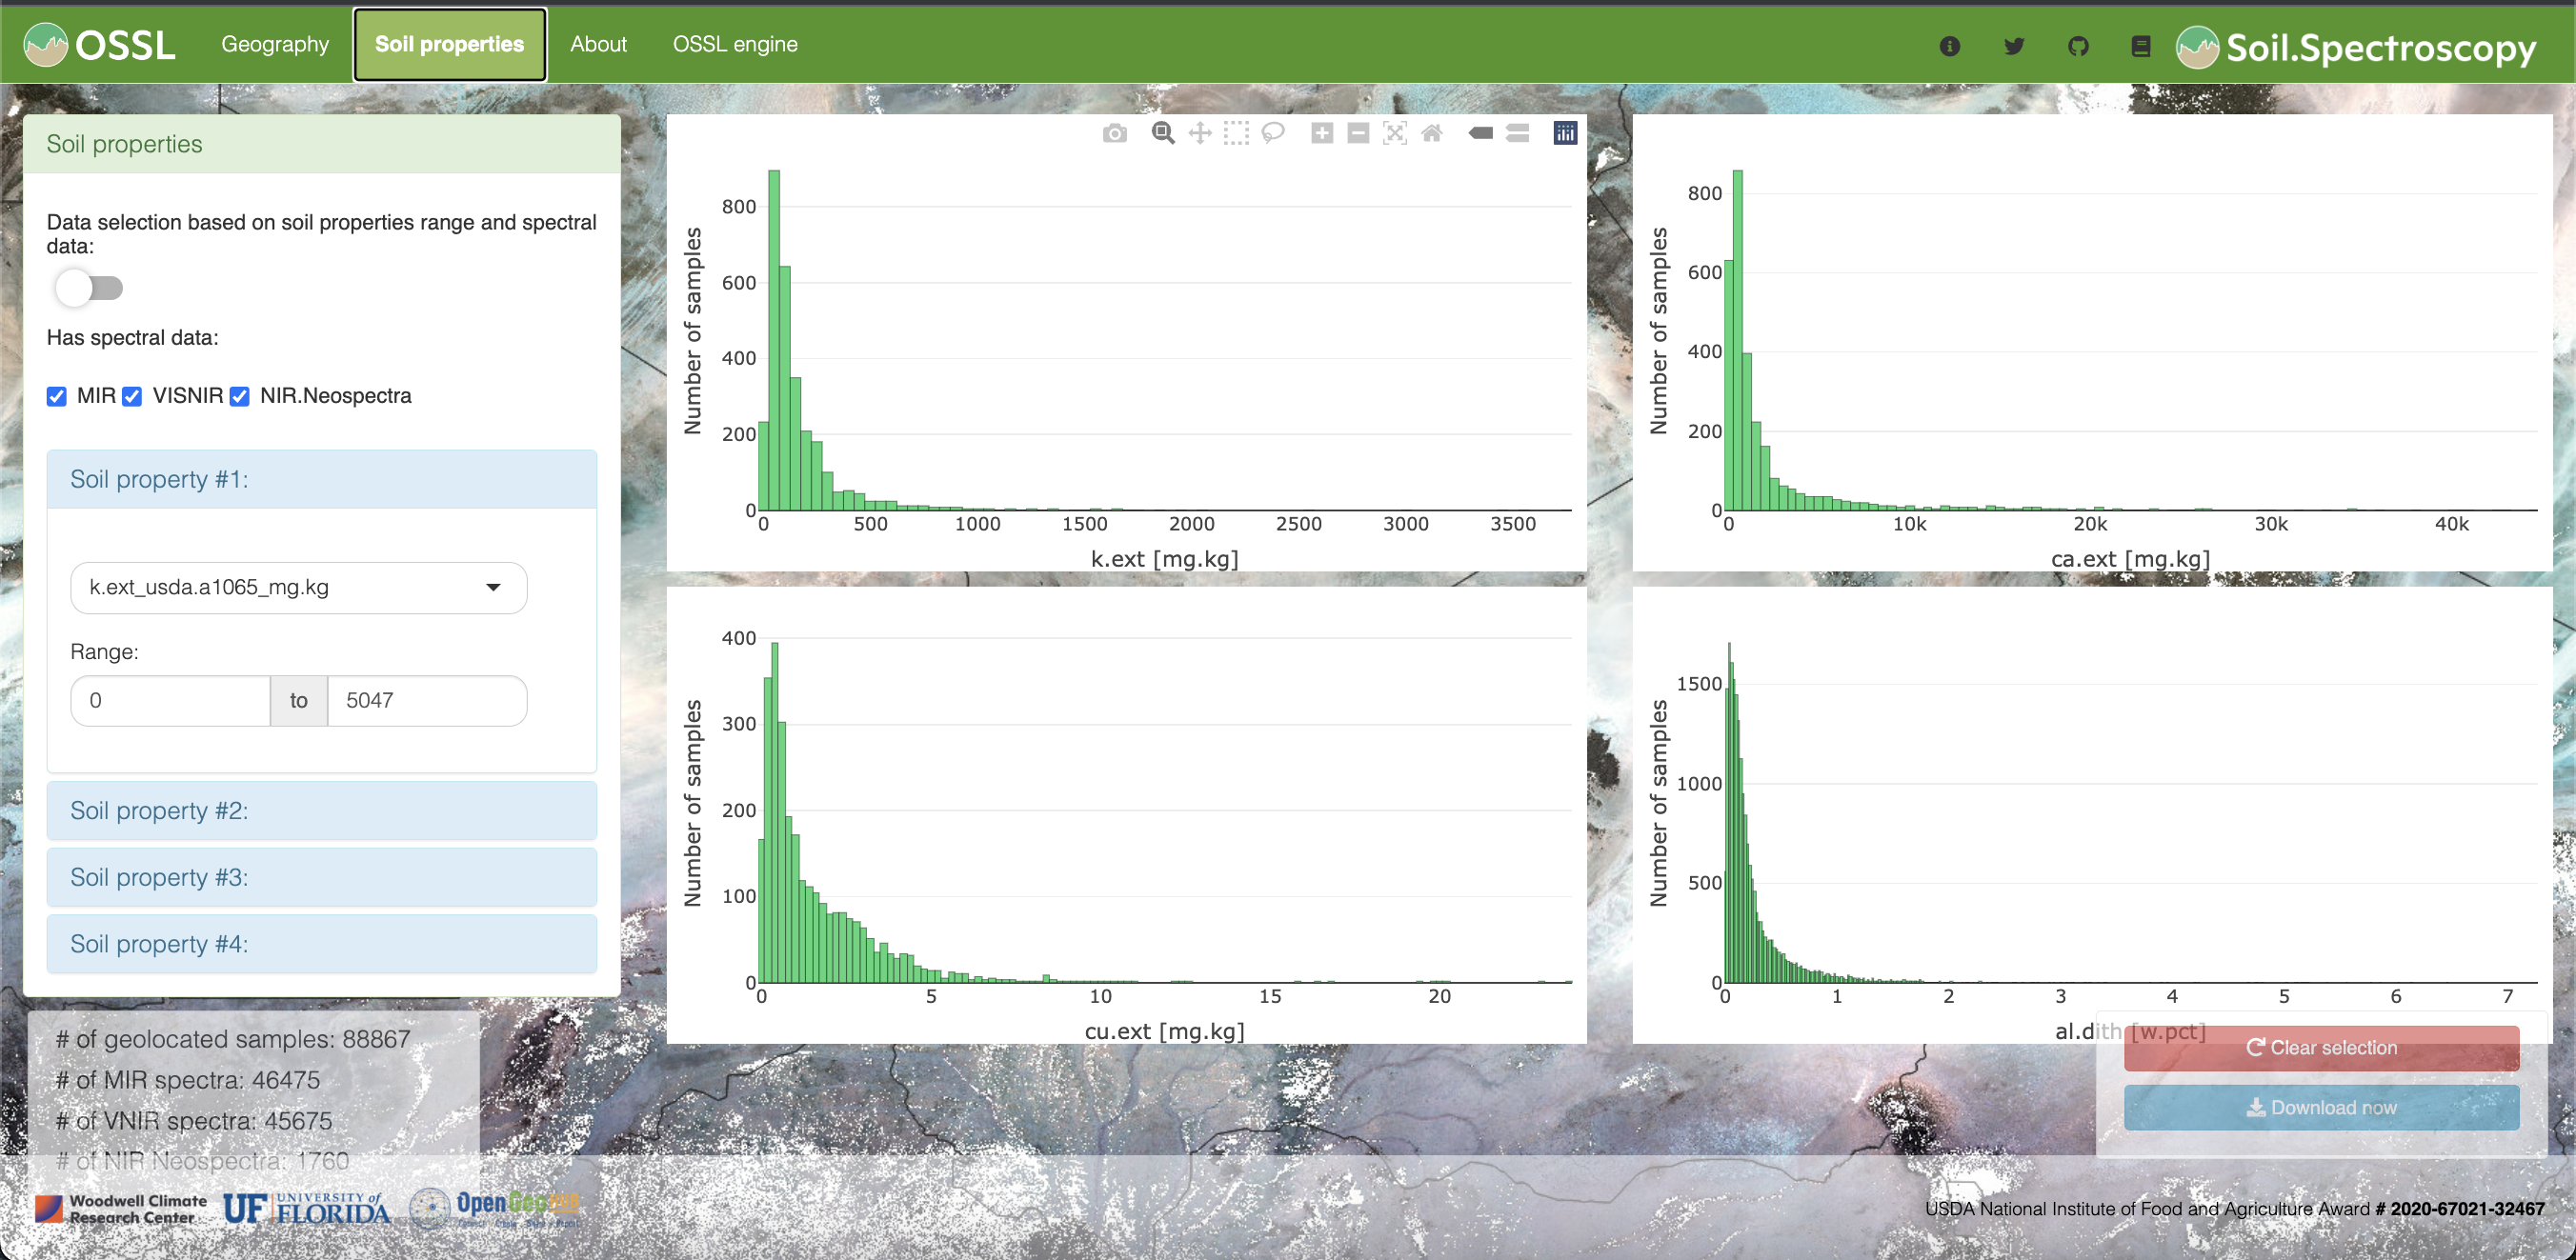 OSSL Geography Soil properties About OSSL engine Soil.Spectroscopy
Soil properties
Data selection based on soil properties range and spectral
data:
Has spectral data:
MIR VISNIR NIR.Neospectra
Soil property #1:
k.ext_usda.a1065_mg.kg
Range:
0 to 5047
Soil property #2:
Soil property #3:
Soil property #4:
# of geolocated samples: 88867
# of MIR spectra: 46475
# of VNIR spectra: 45675
# of NIR Neospectra: 1760
Number of samples
800
600
400
200
0
0 500 1000 1500 2000 2500 3000 3500
k.ext [mg.kg]
Number of samples
800
600
400
200
0
0 10k 20k 30k 40k
ca.ext [mg.kg]
Number of samples
400
300
200
100
0
0 5 10 15 20
cu.ext [mg.kg]
Number of samples
1500
1000
500
0
0 1 2 3 4 5 6 7
al.dith [w.pct]
Clear selection
Download now
Woodwell Climate
Research Center
UF UNIVERSITY of
FLORIDA
OpenGeoHUB
USDA National Institute of Food and Agriculture Award # 2020-67021-32467